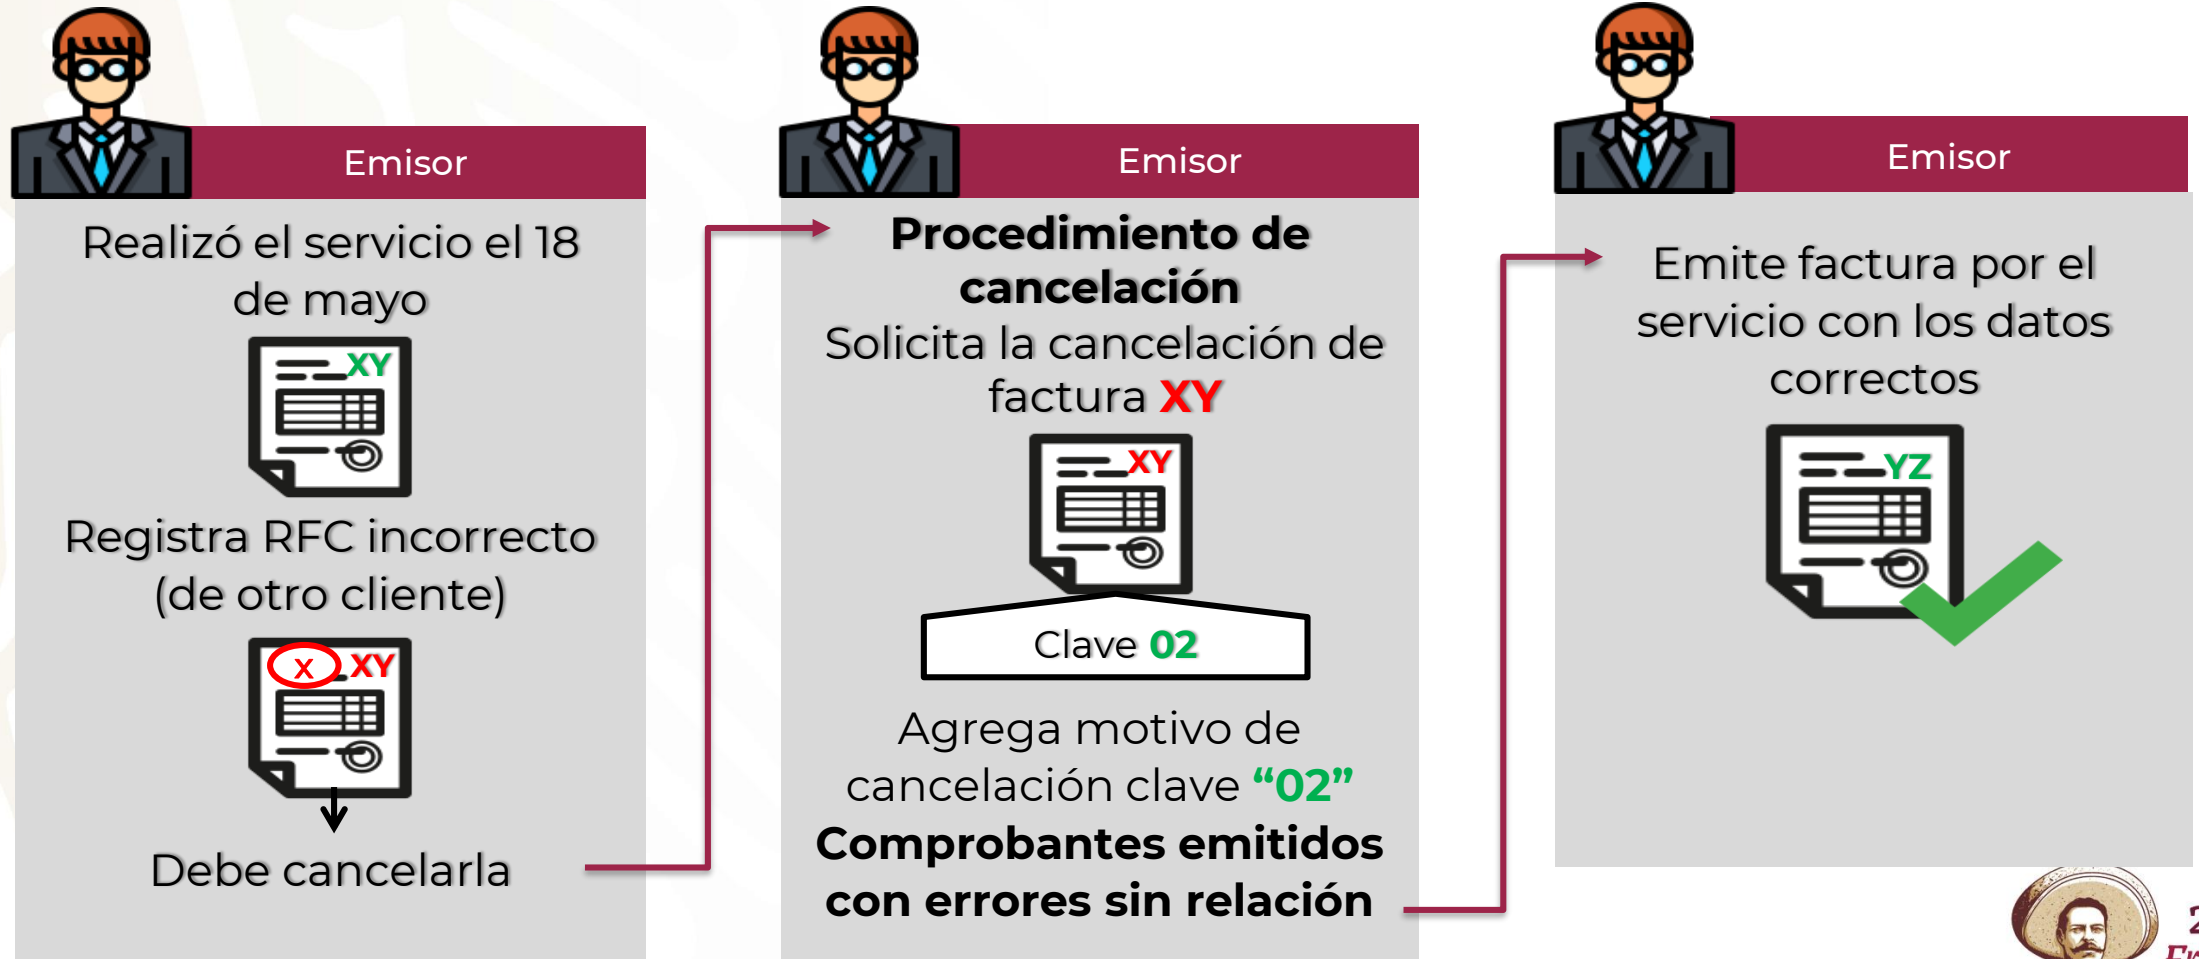 Emisor
Realizó el servicio el 18
de mayo
XY
Registra RFC incorrecto
(de otro cliente)
x XY
Debe cancelarla
Emisor
Procedimiento de
cancelación
Solicita la cancelación de
factura XY
XY
Clave 02
Agrega motivo de
cancelación clave “02”
Comprobantes emitidos
con errores sin relación
Emisor
Emite factura por el
servicio con los datos
correctos
YZ